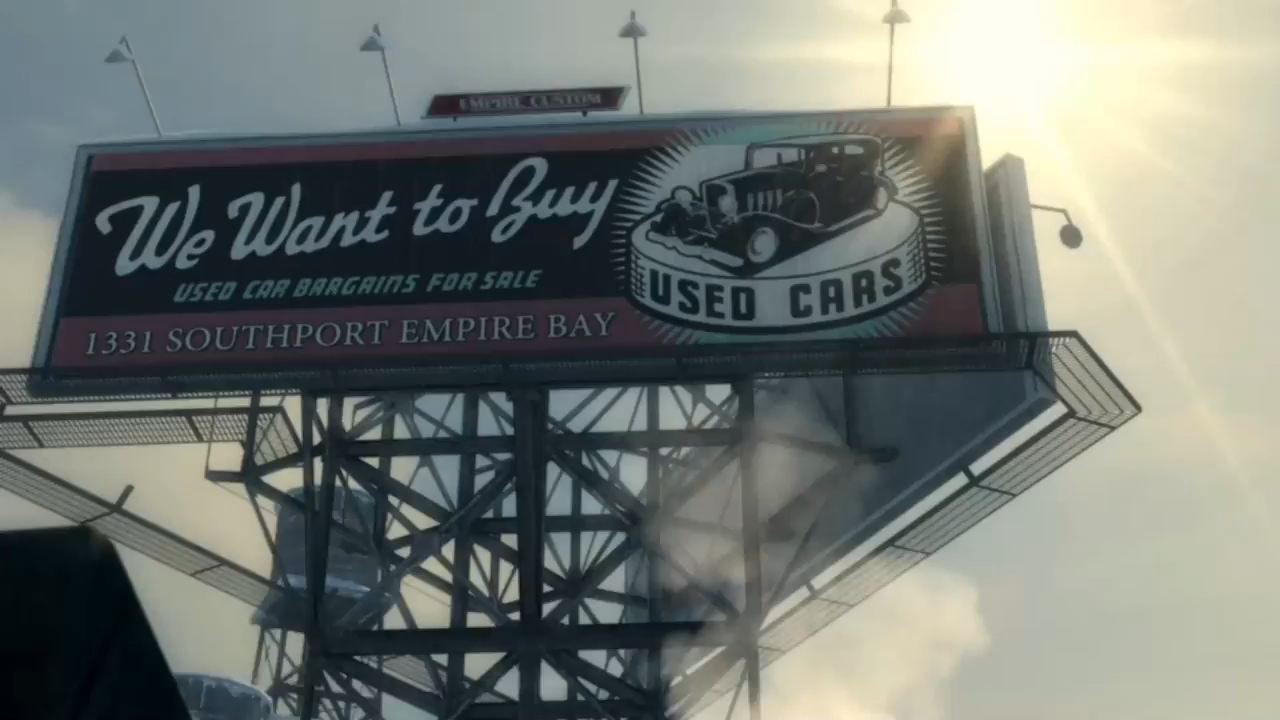 EMPIRE CUSTOM
We Want to Buy
USED CAR BARGAINS FOR SALE
1331 SOUTHPORT EMPIRE BAY
USED CARS